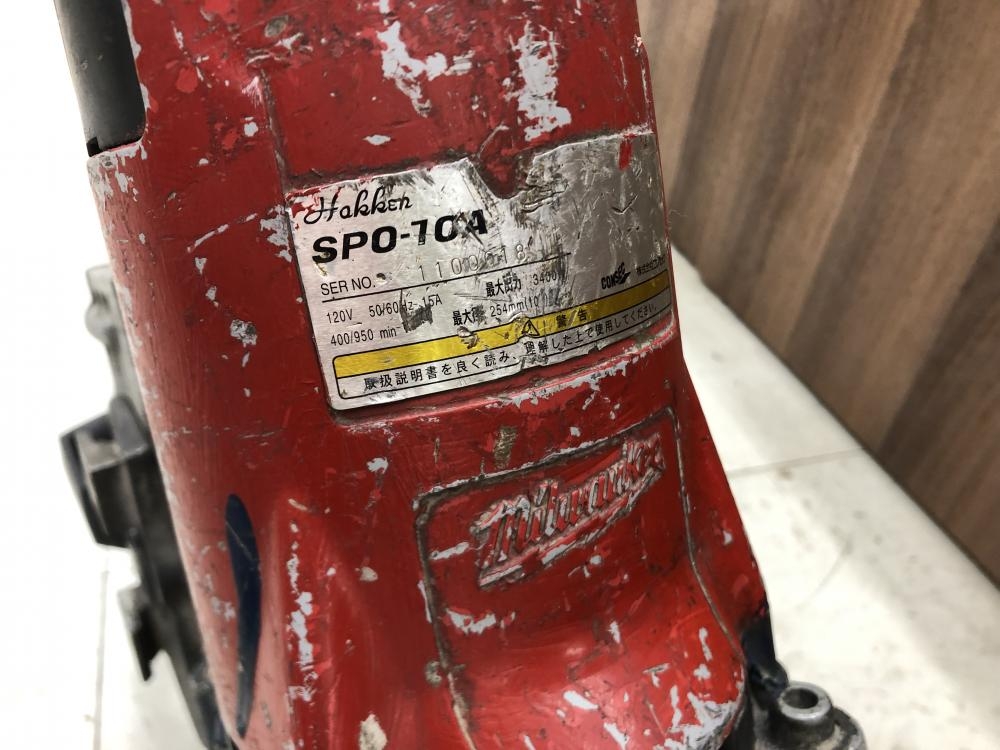 Hakken
SPO-10A
SER NO.
120V 50/60Hz 15A 最大出力
400/950 min 最大径 254mm(10
CONSEC
警告
取扱説明書を良く読み、理解した上で使用してください。
Milwaukee